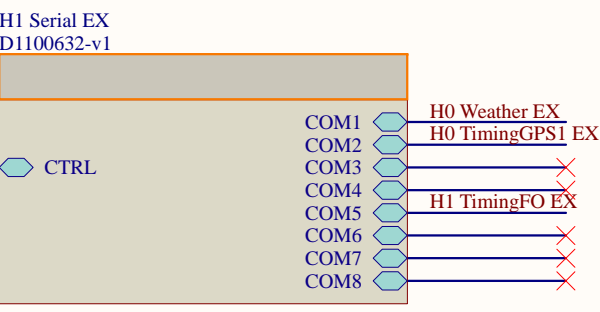 H1 Serial EX
D1100632-v1
COM1 H0 Weather EX
COM2 H0 TimingGPS1 EX
CTRL COM3
COM4
COM5 H1 TimingFO EX
COM6
COM7
COM8